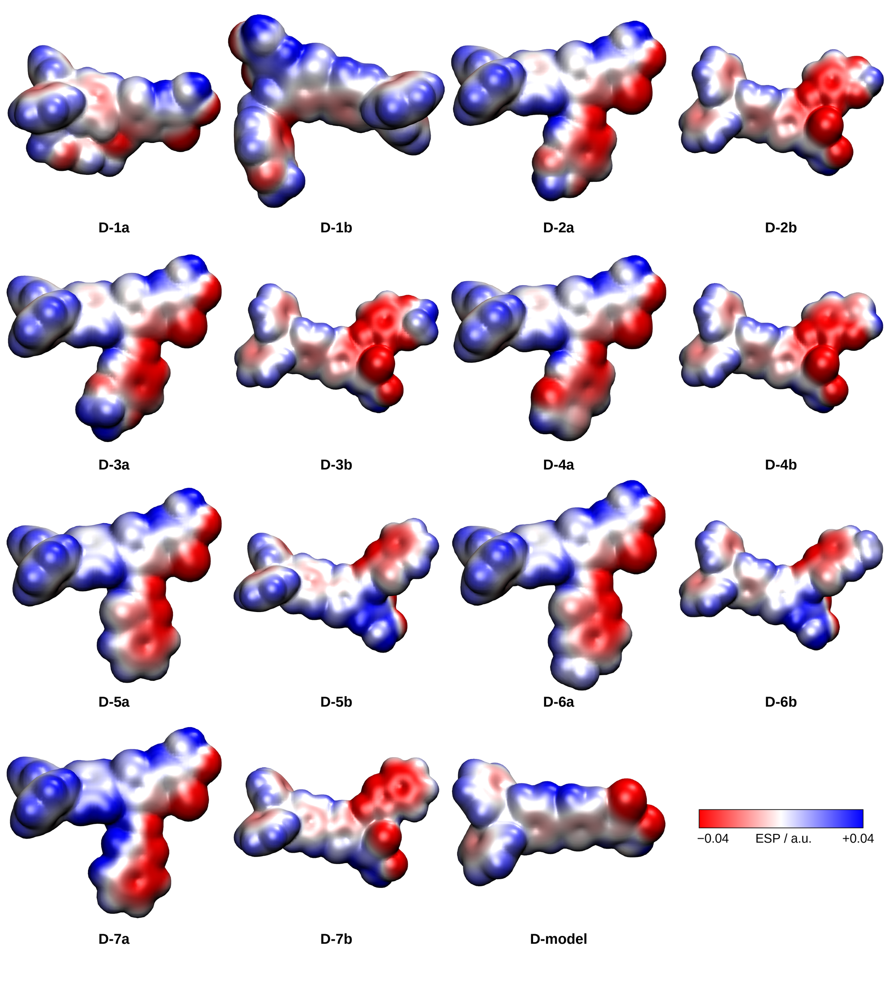 D-1a D-1b D-2a D-2b
D-3a D-3b D-4a D-4b
D-5a D-5b D-6a D-6b
−0.04 ESP / a.u. +0.04
D-7a D-7b D-model